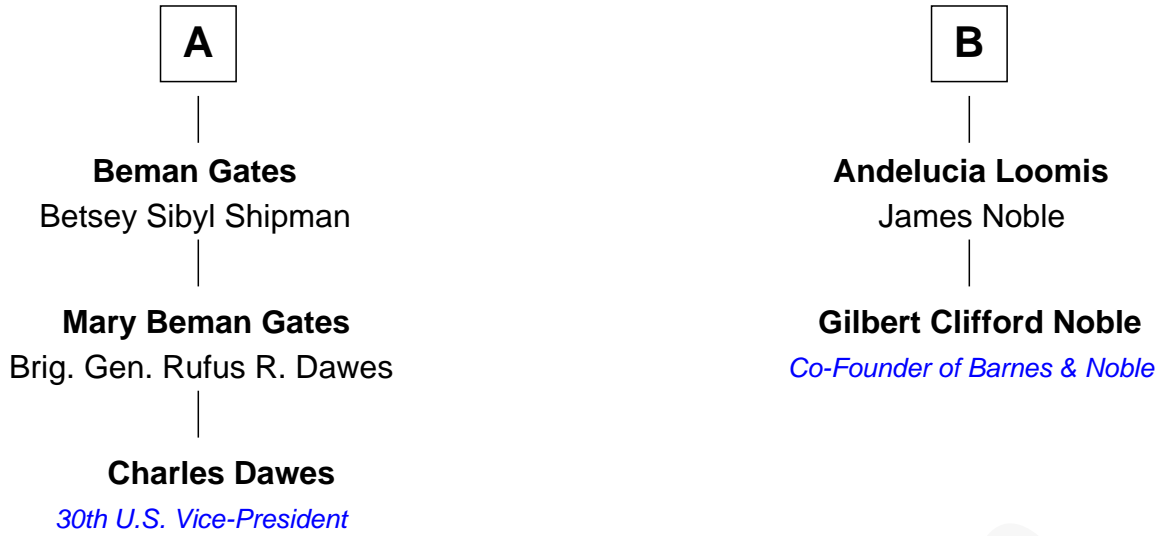 A
Beman Gates
Betsey Sibyl Shipman
Mary Beman Gates
Brig. Gen. Rufus R. Dawes
Charles Dawes
30th U.S. Vice-President
B
Andelucia Loomis
James Noble
Gilbert Clifford Noble
Co-Founder of Barnes & Noble